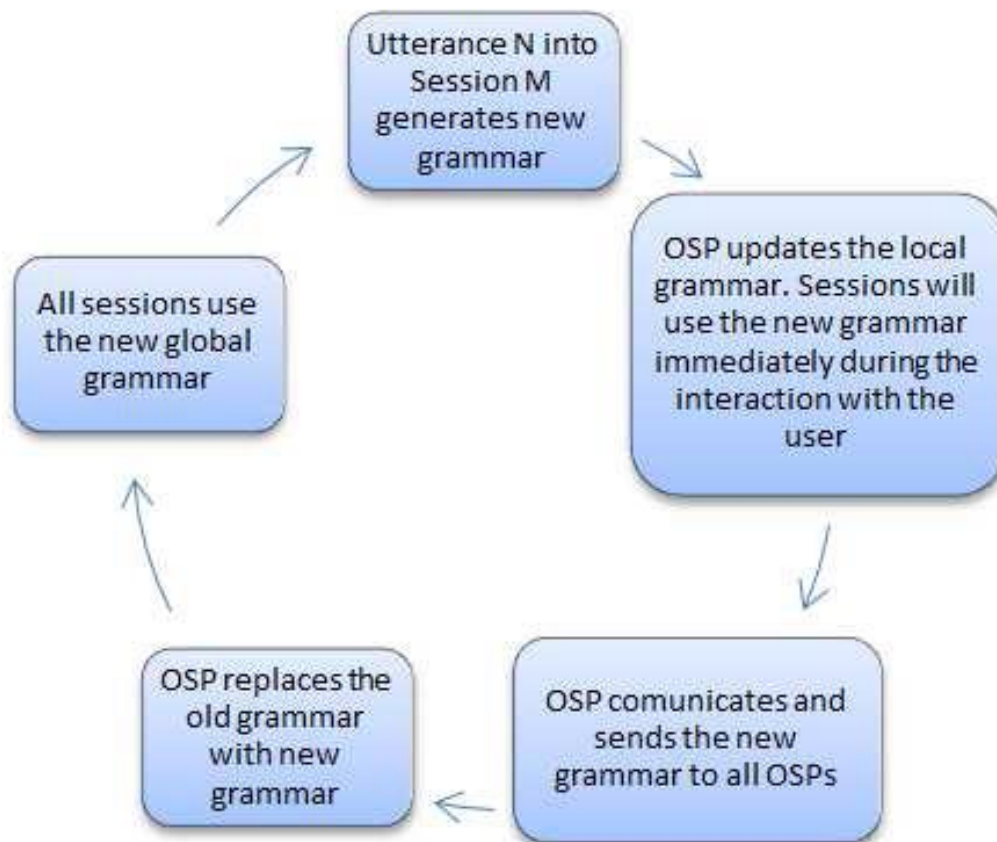 Utterance N into
Session M
generates new
grammar
OSP updates the local
grammar. Sessions will
use the new grammar
immediately during the
interaction with the
user
OSP comunicates and
sends the new
grammar to all OSPs
OSP replaces the
old grammar
with new
grammar
All sessions use
the new global
grammar